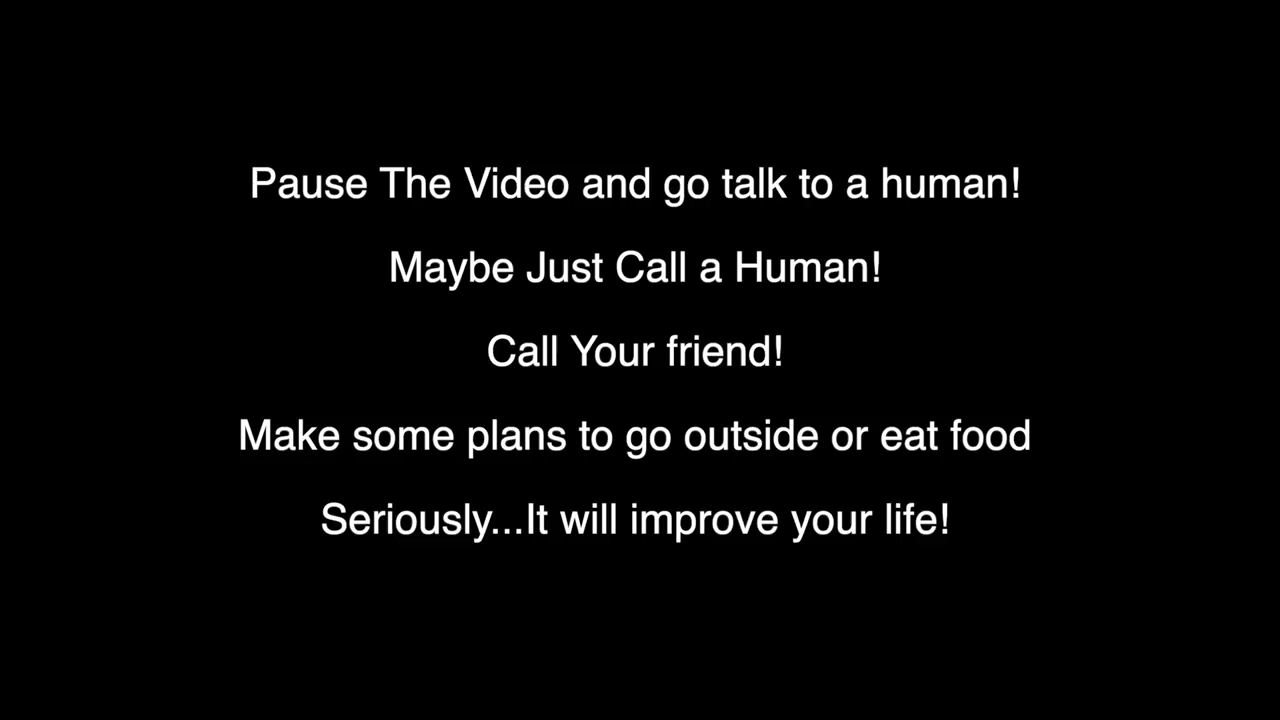 Pause The Video and go talk to a human!
Maybe Just Call a Human!
Call Your friend!
Make some plans to go outside or eat food
Seriously...It will improve your life!